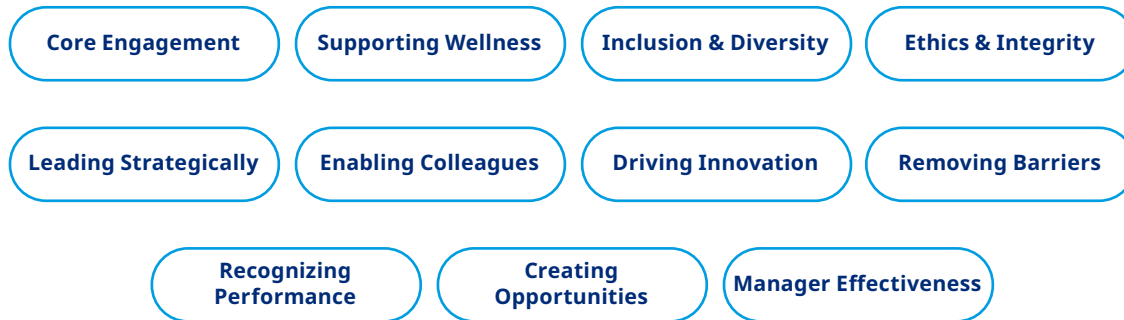 Core Engagement
Supporting Wellness
Inclusion & Diversity
Ethics & Integrity
Leading Strategically
Enabling Colleagues
Driving Innovation
Removing Barriers
Recognizing
Performance
Creating
Opportunities
Manager Effectiveness